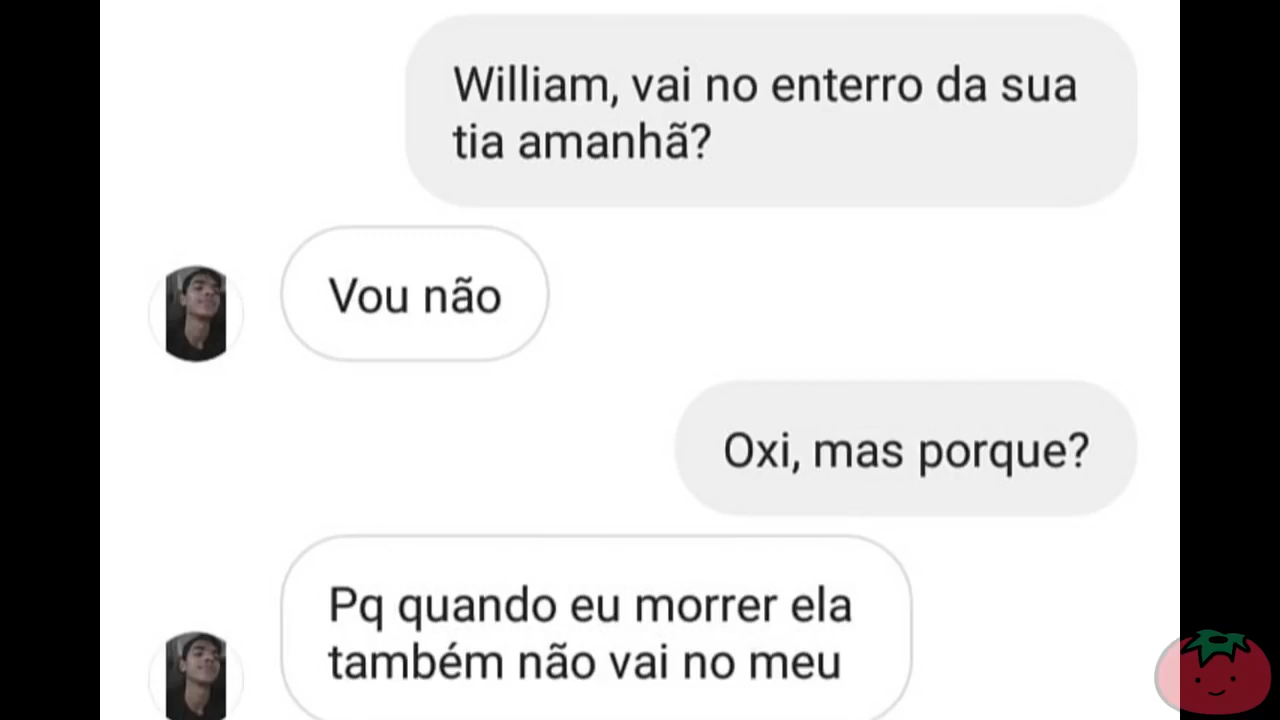 William, vai no enterro da sua
tia amanhã?
Vou não
Oxi, mas porque?
Pq quando eu morrer ela
também não vai no meu